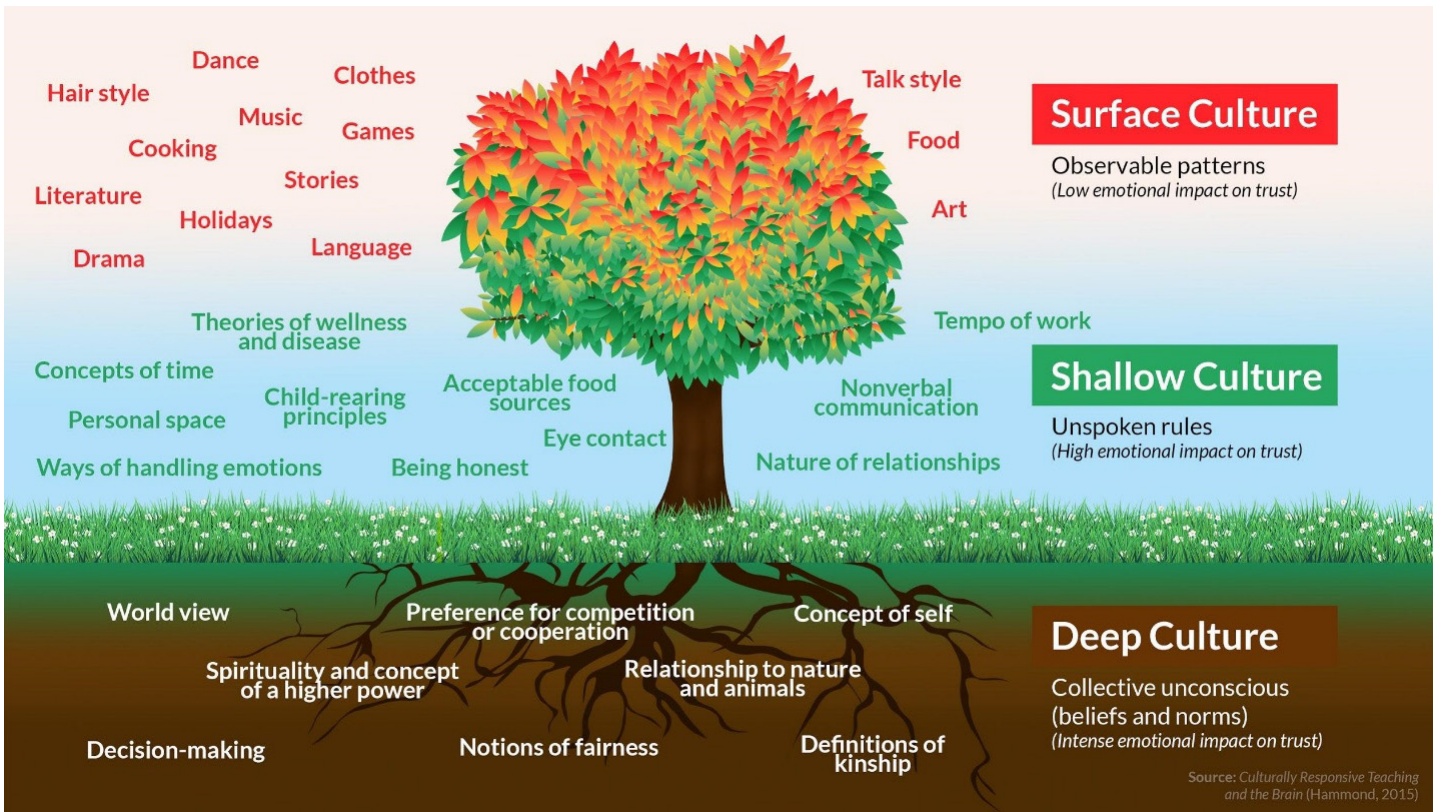 Dance
Clothes
Hair style
Music
Games
Cooking
Stories
Literature
Holidays
Language
Drama
Talk style
Food
Art
Surface Culture
Observable patterns
(Low emotional impact on trust)
Theories of wellness
and disease
Concepts of time
Child-rearing
principles
Acceptable food
sources
Personal space
Eye contact
Ways of handling emotions
Being honest
Tempo of work
Nonverbal
communication
Nature of relationships
Shallow Culture
Unspoken rules
(High emotional impact on trust)
World view
Preference for competition
or cooperation
Concept of self
Spirituality and concept
of a higher power
Relationship to nature
and animals
Decision-making
Notions of fairness
Definitions of
kinship
Deep Culture
Collective unconscious
(beliefs and norms)
(Intense emotional impact on trust)
Source: Culturally Responsive Teaching
and the Brain (Hammond, 2015)